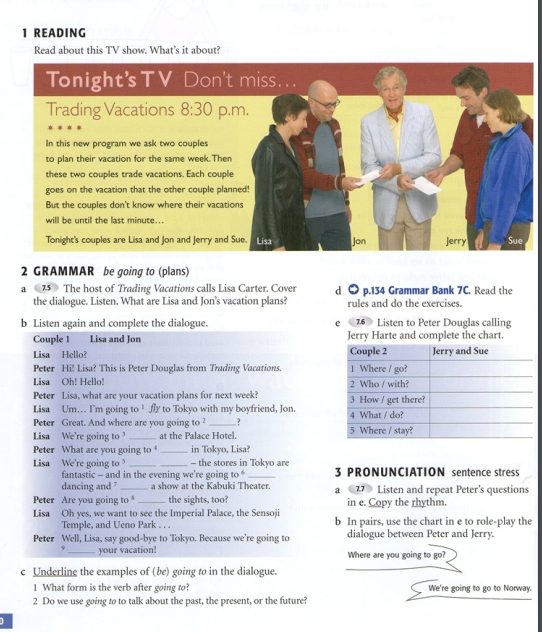 1 READING
Read about this TV show. What's it about?
Tonight's TV Don't miss...
Trading Vacations 8:30 p.m.
****
In this new program we ask two couples
to plan their vacation for the same week. Then
these two couples trade vacations. Each couple
goes on the vacation that the other couple planned!
But the couples don't know where their vacations
will be until the last minute...
Tonight's couples are Lisa and Jon and Jerry and Sue.
Lisa
Jon
Jerry
Sue
2 GRAMMAR be going to (plans)
a 7.5 The host of Trading Vacations calls Lisa Carter. Cover
the dialogue. Listen. What are Lisa and Jon's vacation plans?
b Listen again and complete the dialogue.
Couple 1 Lisa and Jon
Lisa Hello?
Peter Hi! Lisa? This is Peter Douglas from Trading Vacations.
Lisa Oh! Hello!
Peter Lisa, what are your vacation plans for next week?
Lisa Um... I'm going to 1 fly to Tokyo with my boyfriend, Jon.
Peter Great. And where are you going to 2 _____?
Lisa We're going to 3 _____ at the Palace Hotel.
Peter What are you going to 4 _____ in Tokyo, Lisa?
Lisa We're going to 5 _____ _____ – the stores in Tokyo are
fantastic – and in the evening we're going to 6 _____
dancing and 7 _____ a show at the Kabuki Theater.
Peter Are you going to 8 _____ the sights, too?
Lisa Oh yes, we want to see the Imperial Palace, the Sensoji
Temple, and Ueno Park ...
Peter Well, Lisa, say good-bye to Tokyo. Because we're going to
9 _____ your vacation!
c Underline the examples of (be) going to in the dialogue.
1 What form is the verb after going to?
2 Do we use going to to talk about the past, the present, or the future?
d p.134 Grammar Bank 7C. Read the
rules and do the exercises.
e 7.6 Listen to Peter Douglas calling
Jerry Harte and complete the chart.
Couple 2 Jerry and Sue
1 Where / go?
2 Who / with?
3 How / get there?
4 What / do?
5 Where / stay?
3 PRONUNCIATION sentence stress
a 7.7 Listen and repeat Peter's questions
in e. Copy the rhythm.
b In pairs, use the chart in e to role-play the
dialogue between Peter and Jerry.
Where are you going to go?
We're going to go to Norway.